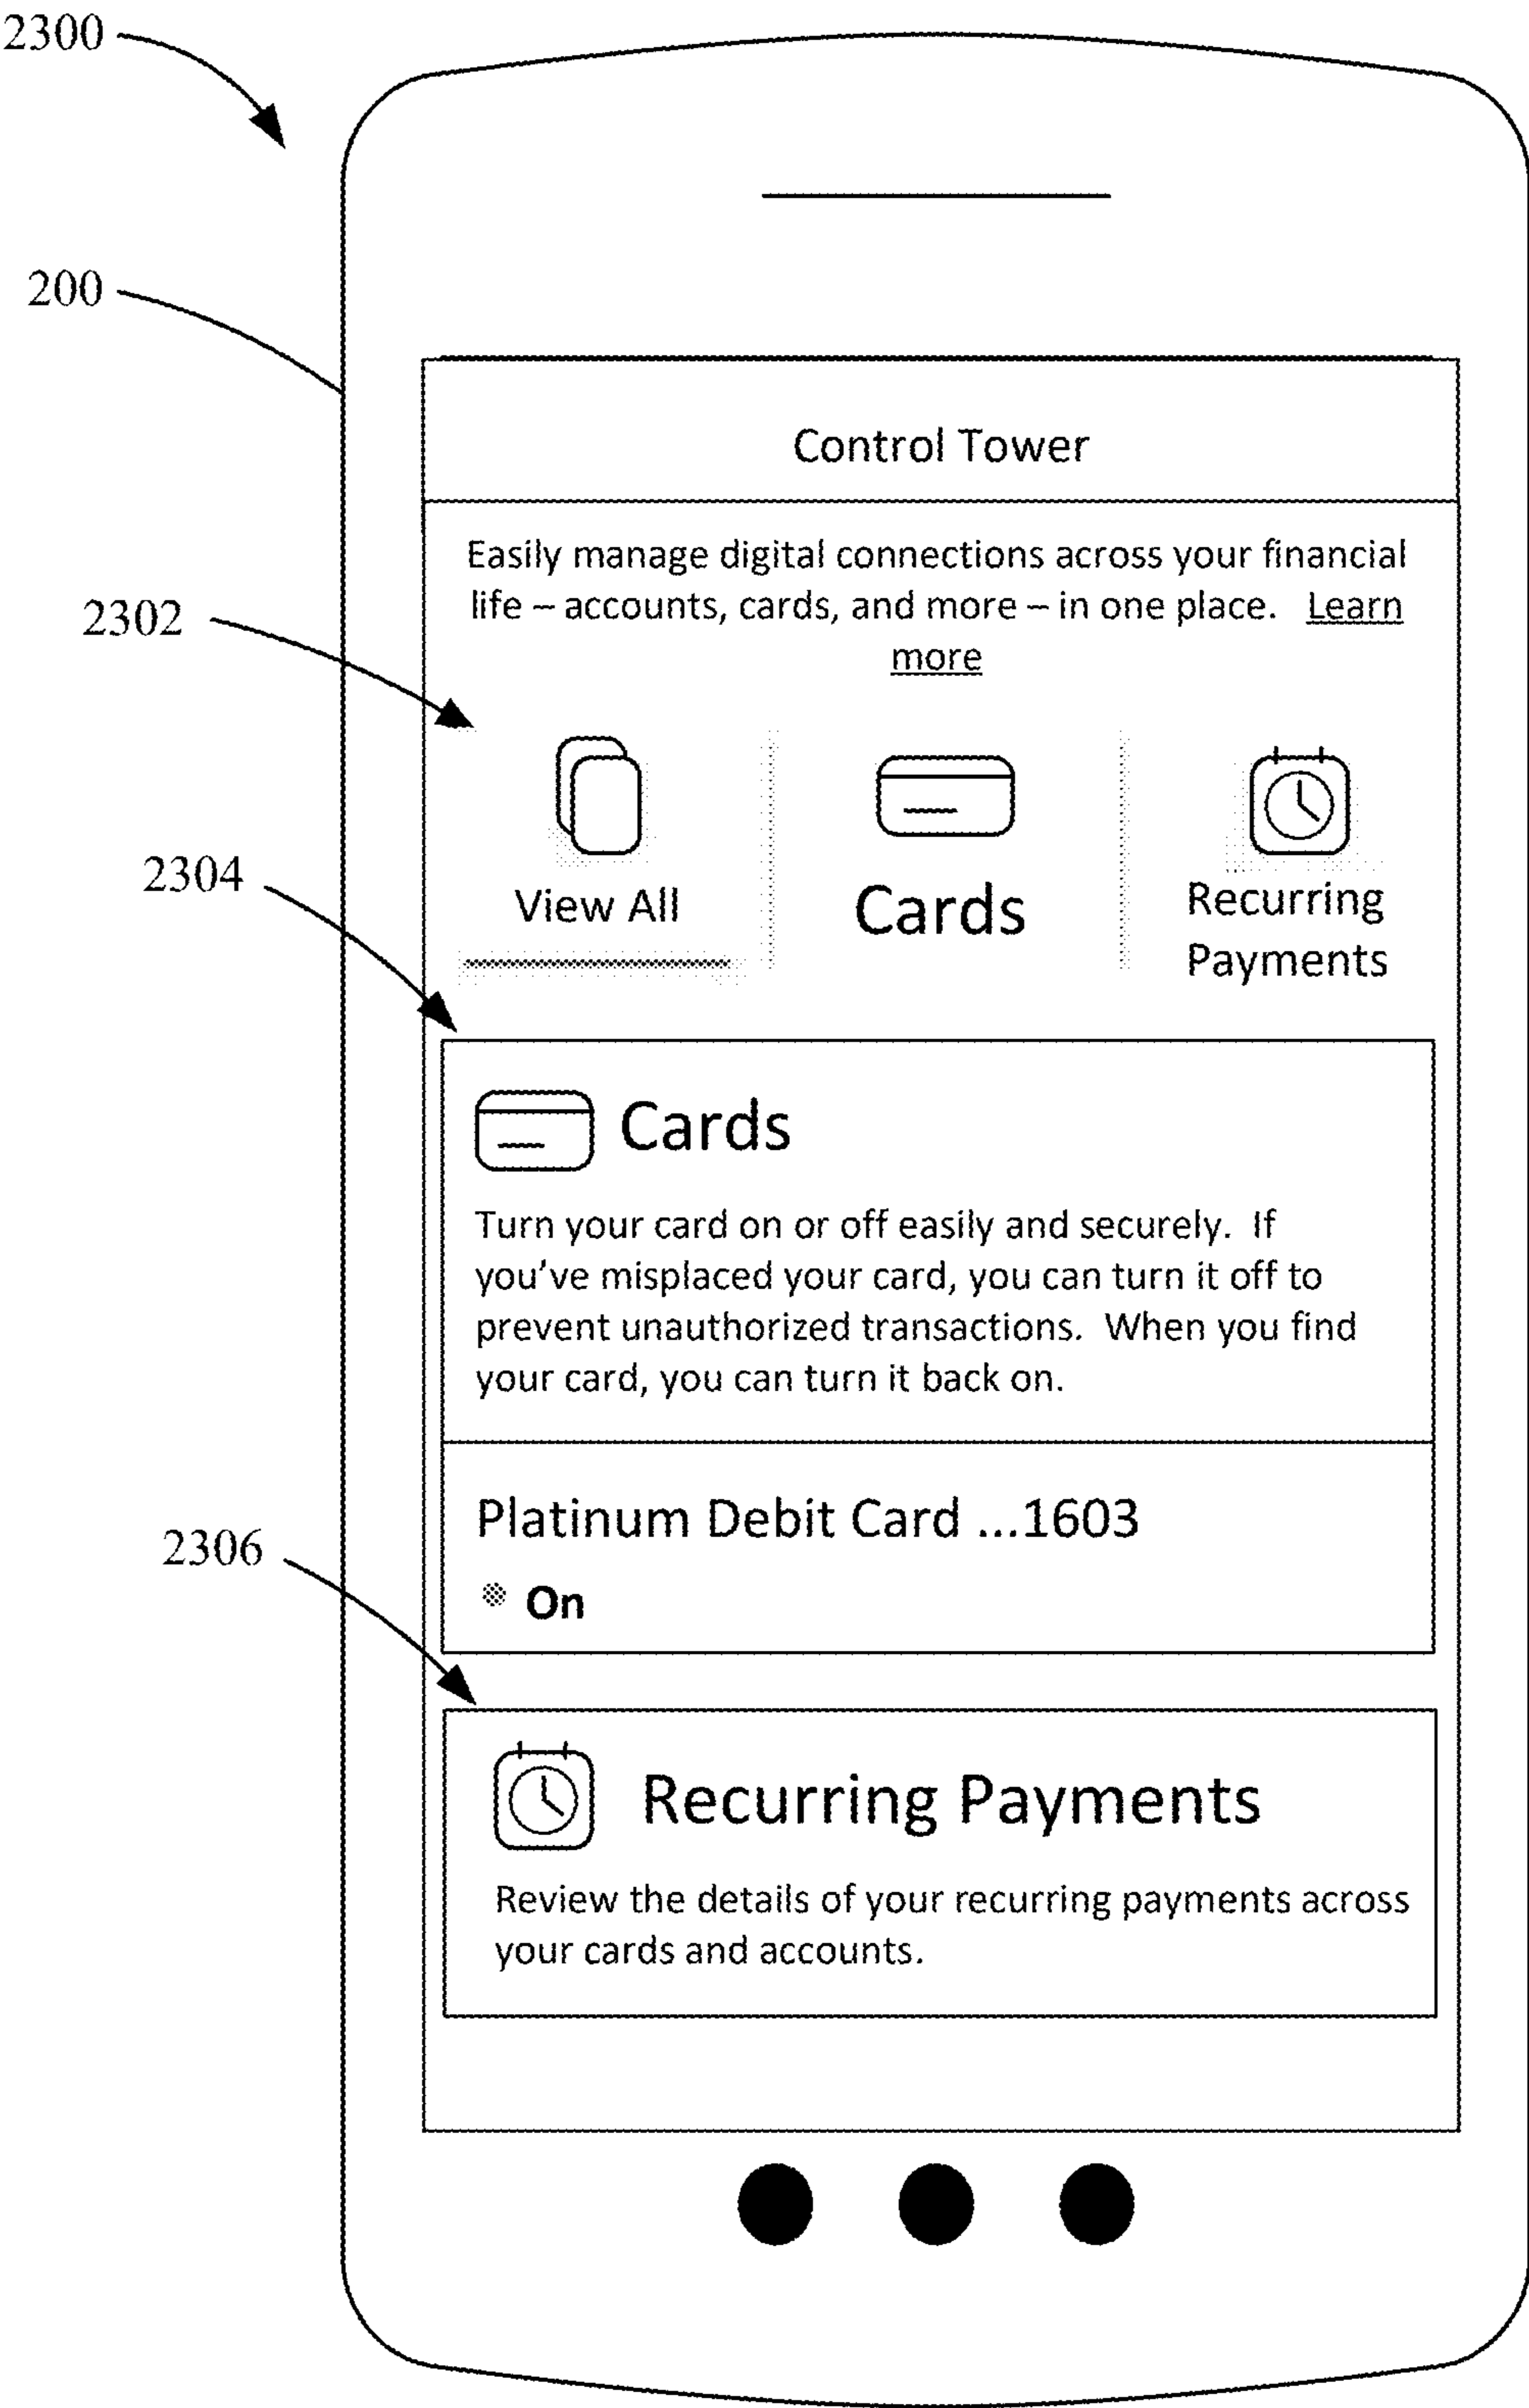 2300
200
Control Tower
Easily manage digital connections across your financial
life – accounts, cards, and more – in one place.  Learn
more
2302
View All
Cards
Recurring
Payments
2304
Cards
Turn your card on or off easily and securely.  If
you've misplaced your card, you can turn it off to
prevent unauthorized transactions.  When you find
your card, you can turn it back on.
Platinum Debit Card ...1603
On
2306
Recurring Payments
Review the details of your recurring payments across
your cards and accounts.